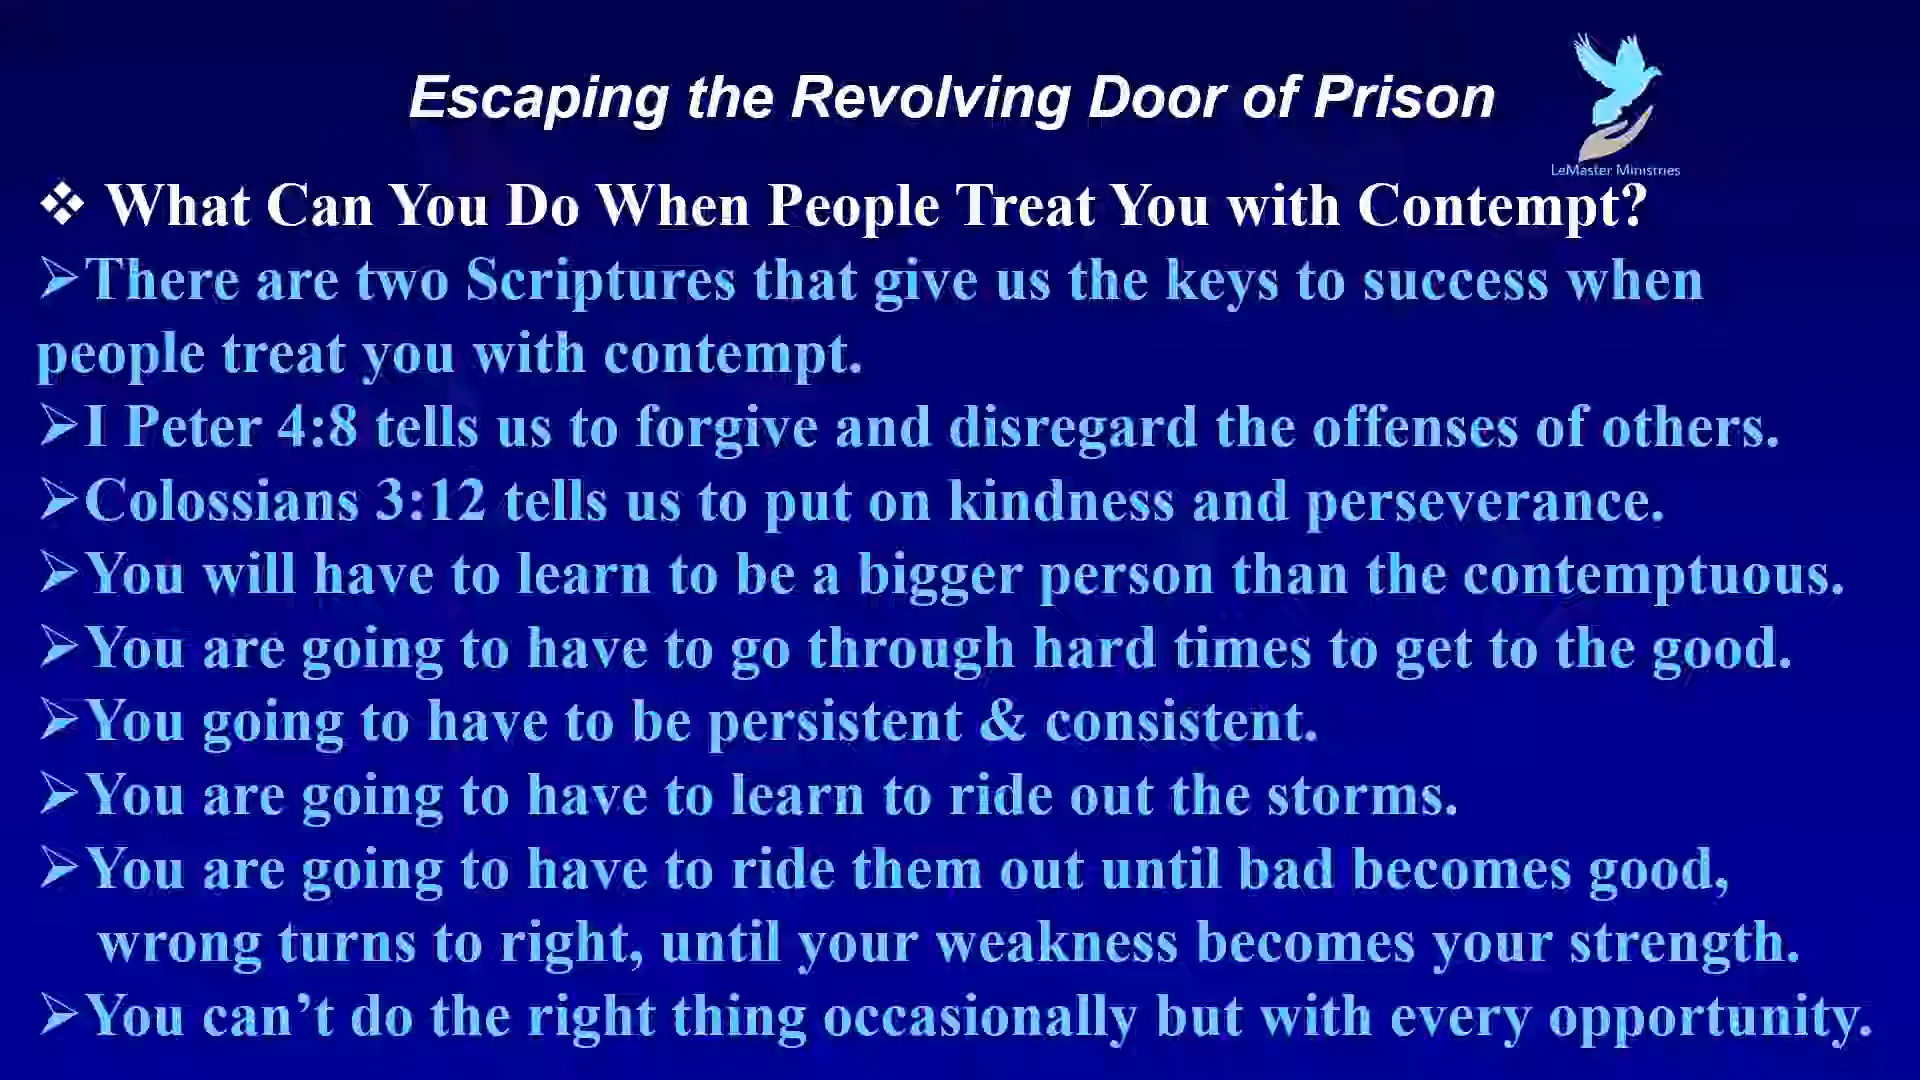 Escaping the Revolving Door of Prison
LeMaster Ministries
❖ What Can You Do When People Treat You with Contempt?
➢There are two Scriptures that give us the keys to success when
people treat you with contempt.
➢I Peter 4:8 tells us to forgive and disregard the offenses of others.
➢Colossians 3:12 tells us to put on kindness and perseverance.
➢You will have to learn to be a bigger person than the contemptuous.
➢You are going to have to go through hard times to get to the good.
➢You going to have to be persistent & consistent.
➢You are going to have to learn to ride out the storms.
➢You are going to have to ride them out until bad becomes good,
wrong turns to right, until your weakness becomes your strength.
➢You can’t do the right thing occasionally but with every opportunity.